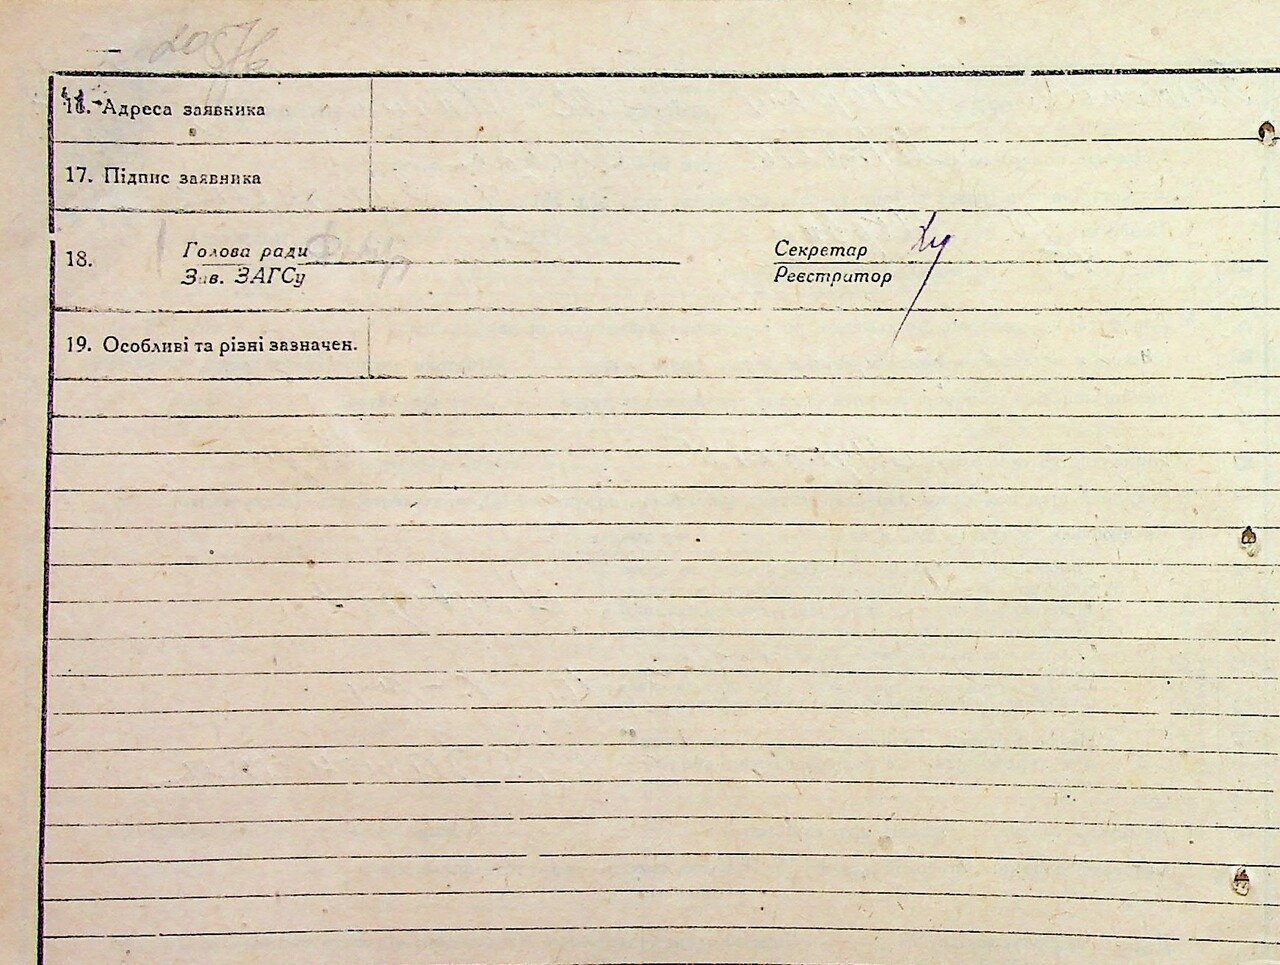 16. Адреса заявника
17. Підпис заявника
18. Голова ради Секретар
Зав. ЗАГСу Реєстратор
19. Особливі та різні зазначен.